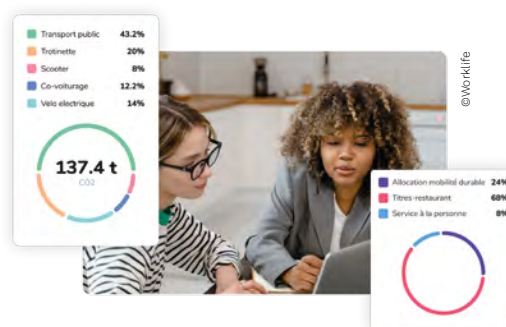 Transport public 43.2%
Trotinette 20%
Scooter 8%
Co-voiturage 12.2%
Velo electrique 14%
137.4 t
CO2
©Worklife
Allocation mobilité durable 24%
Titres-restaurant 68%
Service à la personne 8%